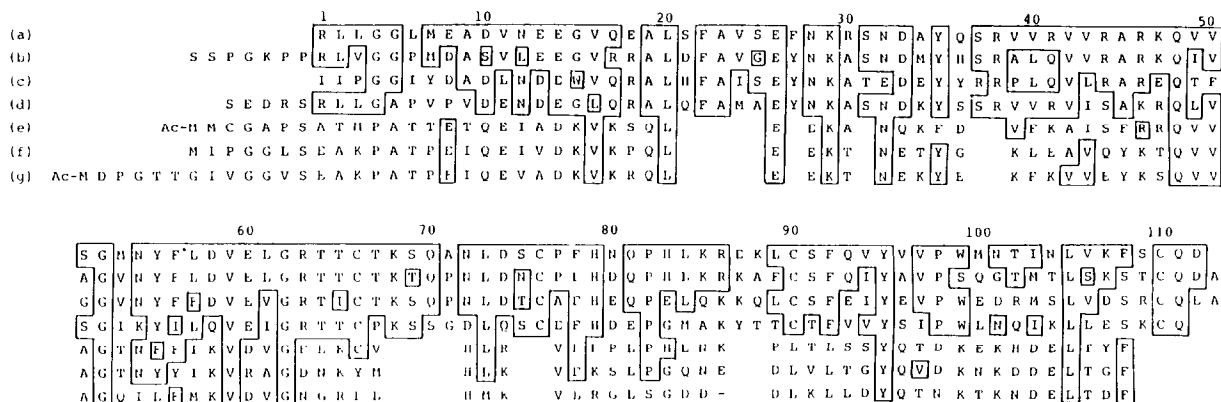 1 10 20 30 40 50
(a) R L L G G L M E A D V N E E G V Q E A L S F A V S E F N K R S N D A Y Q S R V V R V V R A R K Q V V
(b) S S P G K P P R L V G G P M D A S V L E E G V R R A L D F A V G E Y N K A S N D M Y H S R A L Q V V R A R K Q I V
(c) I I P G G I Y D A D L N D E W V Q R A L H F A I S E Y N K A T E D E Y Y R R P L Q V L R A R E Q T F
(d) S E D R S R L L G A P V P V D E N D E G L Q R A L Q F A M A E Y N K A S N D K Y S S R V V R V I S A K R Q L V
(e) Ac-M M C G A P S A T M P A T T E T Q E I A D K V K S Q L E E K A N Q K F D V F K A I S F R R Q V V
(f) M I P G G L S E A K P A T P E I Q E I V D K V K P Q L E E K T N E T Y G K L E A V Q Y K T Q V V
(g) Ac-M D P G T T G I V G G V S E A K P A T P E I Q E V A D K V K R Q L E E K T N E K Y E K F K V V E Y K S Q V V
60 70 80 90 100 110
S G M N Y F L D V E L G R T T C T K S Q A N L D S C P F H N Q P H L K R E K L C S F Q V Y V V P W M N T I N L V K F S C Q D
A G V N Y F L D V E L G R T T C T K T Q P N L D N C P I H D Q P H L K R K A F C S F Q I Y A V P S Q G T M T L S K S T C Q D A
G G V N Y F F D V E V G R T I C T K S Q P N L D T C A F H E Q P E L Q K K Q L C S F E I Y E V P W E D R M S L V D S R C Q L A
S G I K Y I L Q V E I G R T T C P K S S G D L Q S C E F H D E P G M A K Y T T C T F V V Y S I P W L N Q I K L L E S K C Q
A G T N F F I K V D V G F L K C V H L R V I I P L P H L N K P L T L S S Y Q T D K E K H D E L T Y F
A G T N Y Y I K V R A G D N K Y M H L K V F K S L P G Q N E D L V L T G Y Q V D K N K D D E L T G F
A G Q I L F M K V D V G N G R I L H M K V L R G L S G D D - D L K L L D Y Q T N K T K N D E L T D F